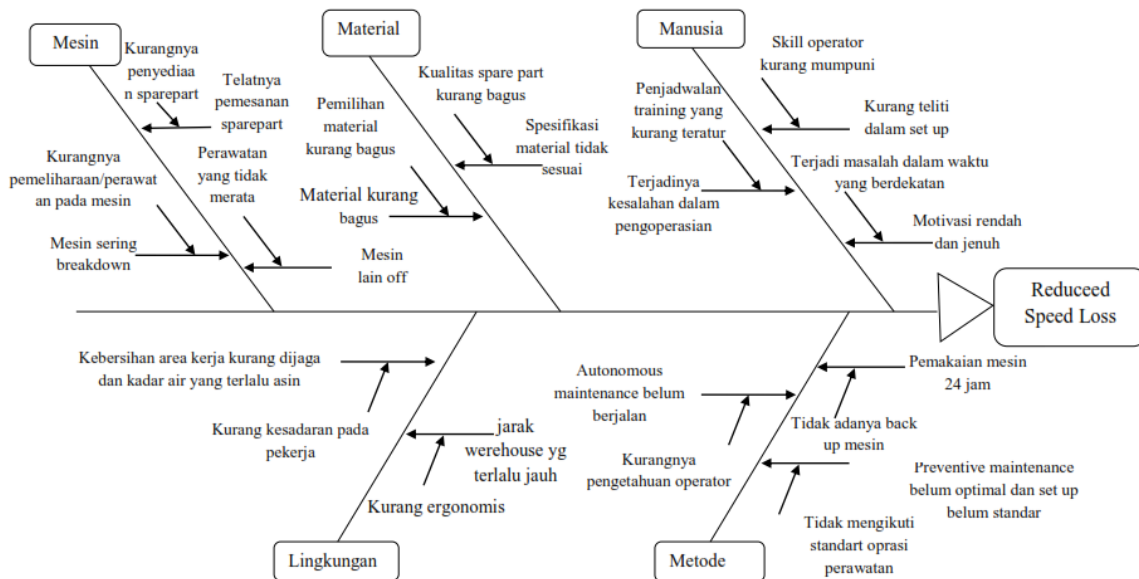 Mesin
Kurangnya
penyediaa
n sparepart
Telatnya
pemesanan
sparepart
Kurangnya
pemeliharaan/perawat
an pada mesin
Perawatan
yang tidak
merata
Mesin sering
breakdown
Mesin
lain off
Material
Kualitas spare part
kurang bagus
Pemilihan
material
kurang bagus
Spesifikasi
material tidak
sesuai
Material kurang
bagus
Manusia
Skill operator
kurang mumpuni
Penjadwalan
training yang
kurang teratur
Kurang teliti
dalam set up
Terjadi masalah dalam waktu
yang berdekatan
Terjadinya
kesalahan dalam
pengoperasian
Motivasi rendah
dan jenuh
Reduceed
Speed Loss
Kebersihan area kerja kurang dijaga
dan kadar air yang terlalu asin
Kurang kesadaran pada
pekerja
jarak
werehouse yg
terlalu jauh
Kurang ergonomis
Lingkungan
Autonomous
maintenance belum
berjalan
Pemakaian mesin
24 jam
Tidak adanya back
up mesin
Kurangnya
pengetahuan operator
Preventive maintenance
belum optimal dan set up
belum standar
Tidak mengikuti
standart oprasi
perawatan
Metode